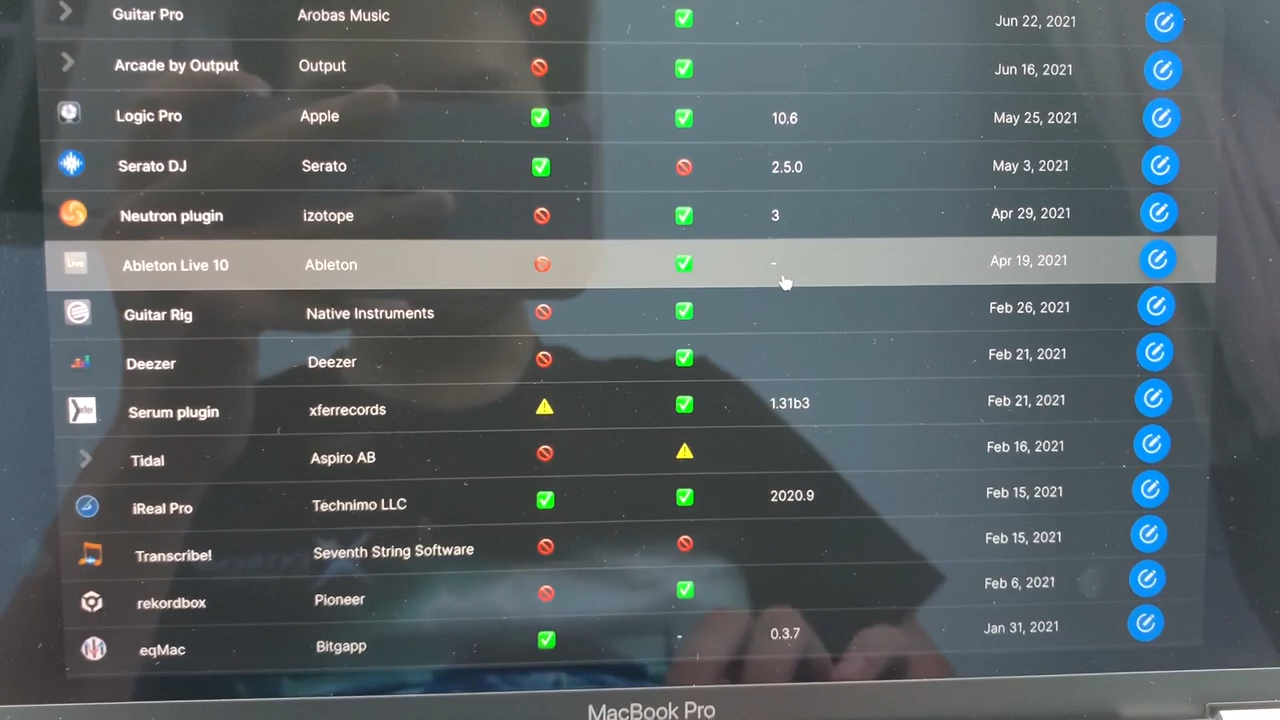 Guitar Pro Arobas Music Jun 22, 2021
Arcade by Output Output Jun 16, 2021
Logic Pro Apple 10.6 May 25, 2021
Serato DJ Serato 2.5.0 May 3, 2021
Neutron plugin izotope 3 Apr 29, 2021
Live Ableton Live 10 Ableton - Apr 19, 2021
Guitar Rig Native Instruments Feb 26, 2021
Deezer Deezer Feb 21, 2021
Serum plugin xferrecords 1.31b3 Feb 21, 2021
Tidal Aspiro AB Feb 16, 2021
iReal Pro Technimo LLC 2020.9 Feb 15, 2021
Transcribe! Seventh String Software Feb 15, 2021
rekordbox Pioneer Feb 6, 2021
eqMac Bitgapp - 0.3.7 Jan 31, 2021
MacBook Pro